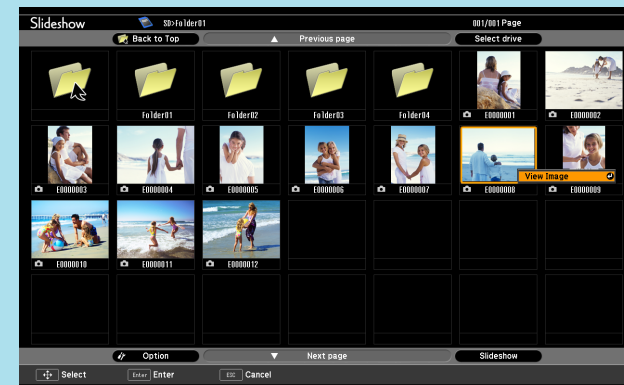 Slideshow SD>Folder01 001/001 Page
Back to Top Previous page Select drive
Folder01 Folder02 Folder03 Folder04 E0000001 E0000002
E0000003 E0000004 E0000005 E0000006 E0000007 E0000008 E0000009
View Image
E0000010 E0000011 E0000012
Option Next page Slideshow
Select Enter Enter ESC Cancel